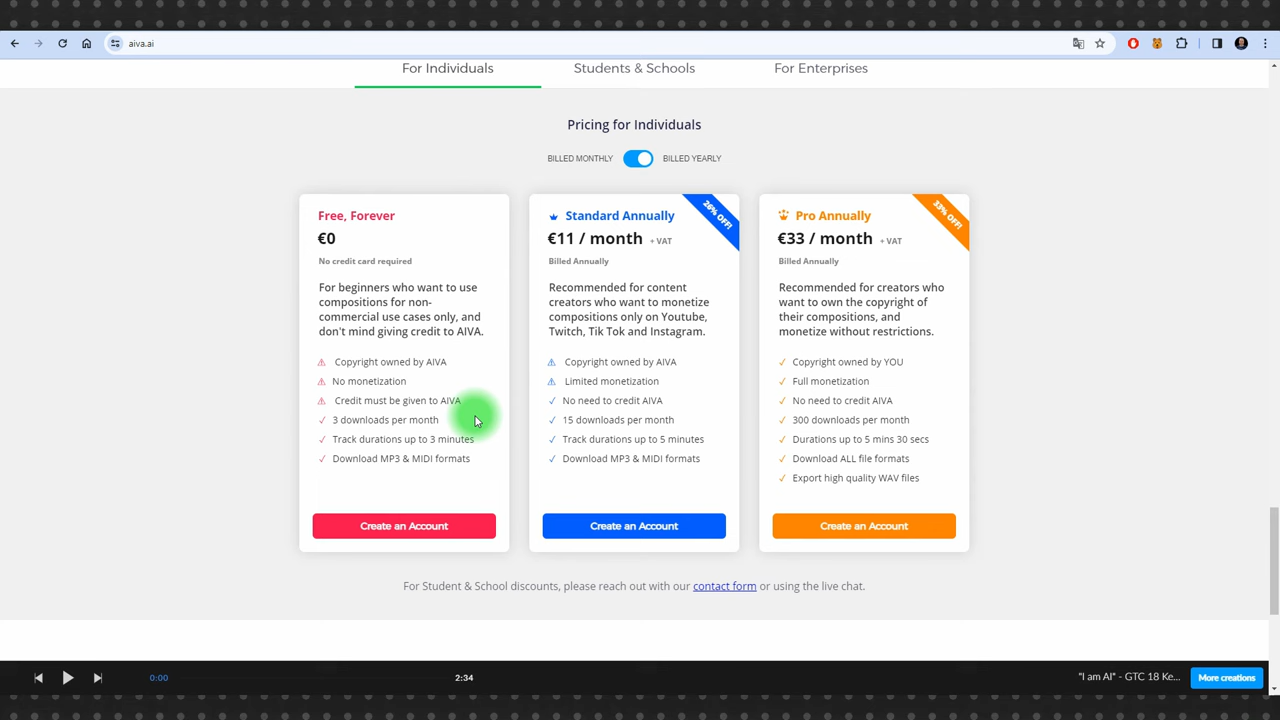 aiva.ai
For Individuals
Students & Schools
For Enterprises
Pricing for Individuals
BILLED MONTHLY
BILLED YEARLY
Free, Forever
€0
No credit card required
For beginners who want to use
compositions for non-
commercial use cases only, and
don't mind giving credit to AIVA.
Copyright owned by AIVA
No monetization
Credit must be given to AIVA
3 downloads per month
Track durations up to 3 minutes
Download MP3 & MIDI formats
Create an Account
26% OFF!
Standard Annually
€11 / month + VAT
Billed Annually
Recommended for content
creators who want to monetize
compositions only on Youtube,
Twitch, Tik Tok and Instagram.
Copyright owned by AIVA
Limited monetization
No need to credit AIVA
15 downloads per month
Track durations up to 5 minutes
Download MP3 & MIDI formats
Create an Account
33% OFF!
Pro Annually
€33 / month + VAT
Billed Annually
Recommended for creators who
want to own the copyright of
their compositions, and
monetize without restrictions.
Copyright owned by YOU
Full monetization
No need to credit AIVA
300 downloads per month
Durations up to 5 mins 30 secs
Download ALL file formats
Export high quality WAV files
Create an Account
For Student & School discounts, please reach out with our contact form or using the live chat.
0:00
2:34
"I am AI" - GTC 18 Ke...
More creations